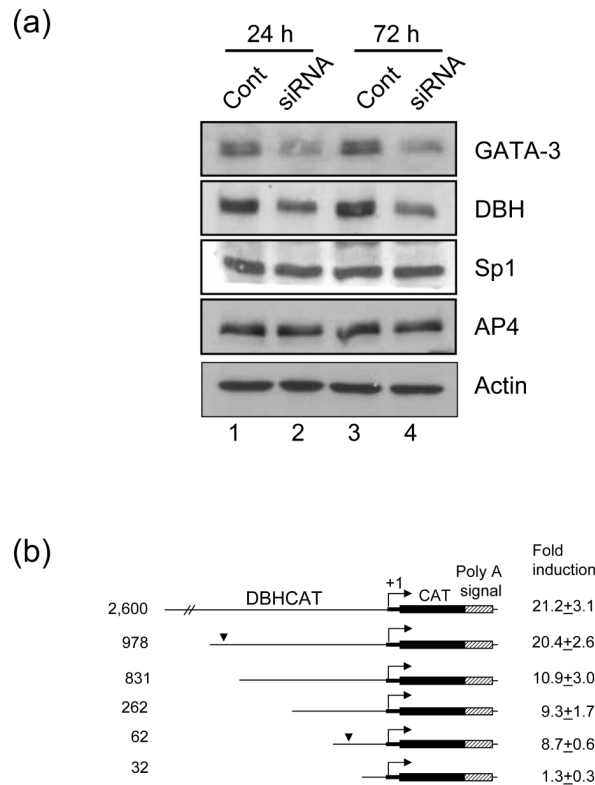 (a)
24 h 72 h
Cont siRNA Cont siRNA
GATA-3
DBH
Sp1
AP4
Actin
1 2 3 4
(b)
Fold
induction
2,600 DBHCAT +1 CAT Poly A
signal 21.2±3.1
978 20.4±2.6
831 10.9±3.0
262 9.3±1.7
62 8.7±0.6
32 1.3±0.3